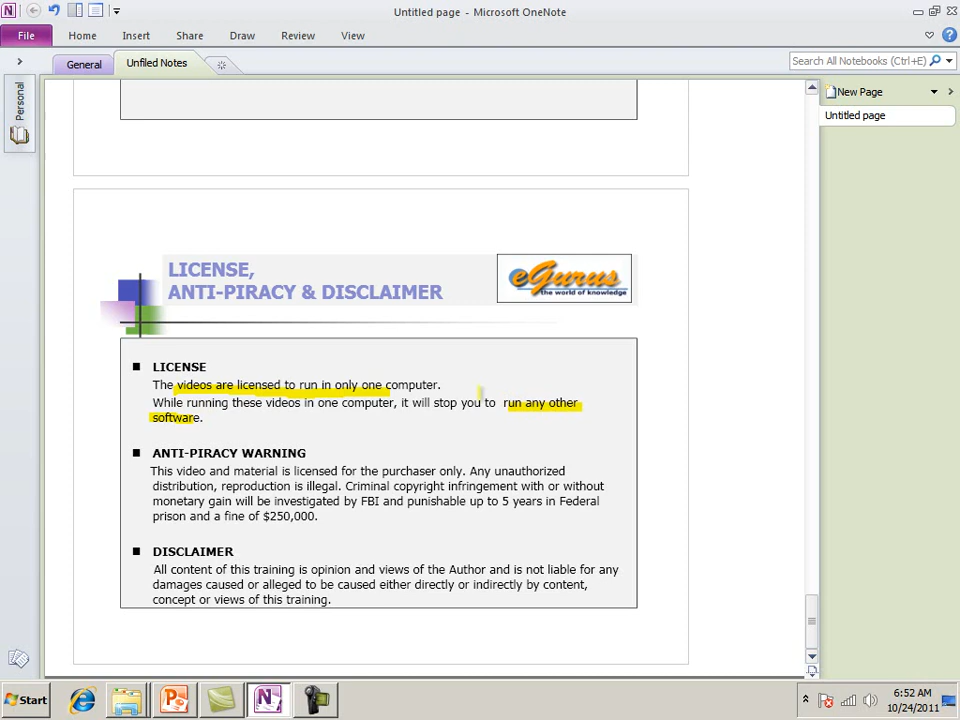 Untitled page - Microsoft OneNote
File Home Insert Share Draw Review View
General Unfiled Notes Search All Notebooks (Ctrl+E)
Personal
New Page
Untitled page
LICENSE,
ANTI-PIRACY & DISCLAIMER
eGurus
the world of knowledge
■ LICENSE
The videos are licensed to run in only one computer.
While running these videos in one computer, it will stop you to run any other
software.
■ ANTI-PIRACY WARNING
This video and material is licensed for the purchaser only. Any unauthorized
distribution, reproduction is illegal. Criminal copyright infringement with or without
monetary gain will be investigated by FBI and punishable up to 5 years in Federal
prison and a fine of $250,000.
■ DISCLAIMER
All content of this training is opinion and views of the Author and is not liable for any
damages caused or alleged to be caused either directly or indirectly by content,
concept or views of this training.
Start
6:52 AM
10/24/2011